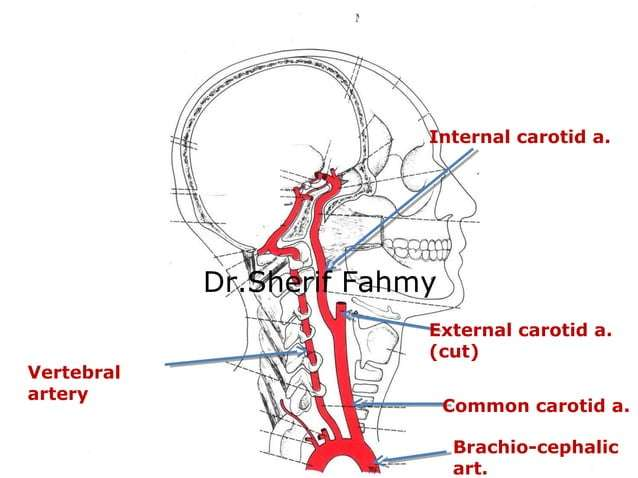 Internal carotid a.
Dr.Sherif Fahmy
External carotid a.
(cut)
Vertebral
artery
Common carotid a.
Brachio-cephalic
art.